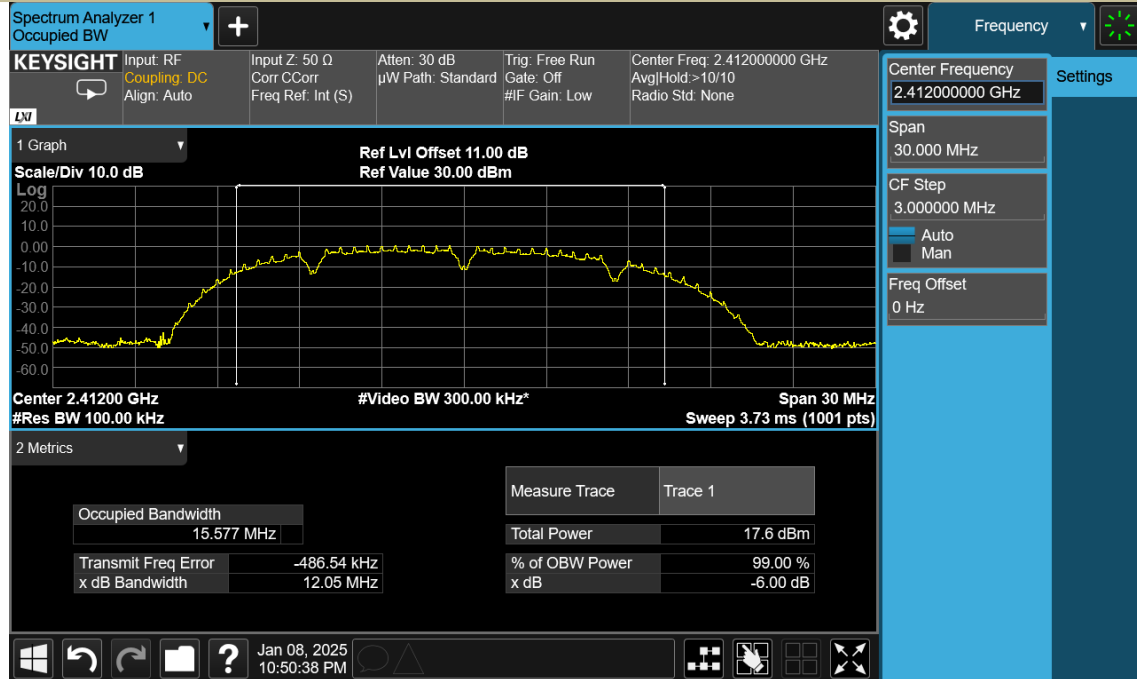 Spectrum Analyzer 1
Occupied BW
Frequency
KEYSIGHT
LXI
Input: RF
Coupling: DC
Align: Auto
Input Z: 50 Ω
Corr CCorr
Freq Ref: Int (S)
Atten: 30 dB
µW Path: Standard
Trig: Free Run
Gate: Off
#IF Gain: Low
Center Freq: 2.412000000 GHz
Avg|Hold:>10/10
Radio Std: None
Center Frequency
2.412000000 GHz
Settings
Span
30.000 MHz
CF Step
3.000000 MHz
Auto
Man
Freq Offset
0 Hz
1 Graph
Scale/Div 10.0 dB
Ref Lvl Offset 11.00 dB
Ref Value 30.00 dBm
Log
20.0
10.0
0.00
-10.0
-20.0
-30.0
-40.0
-50.0
-60.0
Center 2.41200 GHz
#Video BW 300.00 kHz*
Span 30 MHz
#Res BW 100.00 kHz
Sweep 3.73 ms (1001 pts)
2 Metrics
Measure Trace
Trace 1
Occupied Bandwidth
15.577 MHz
Total Power
17.6 dBm
Transmit Freq Error
-486.54 kHz
% of OBW Power
99.00 %
x dB Bandwidth
12.05 MHz
x dB
-6.00 dB
?
Jan 08, 2025
10:50:38 PM